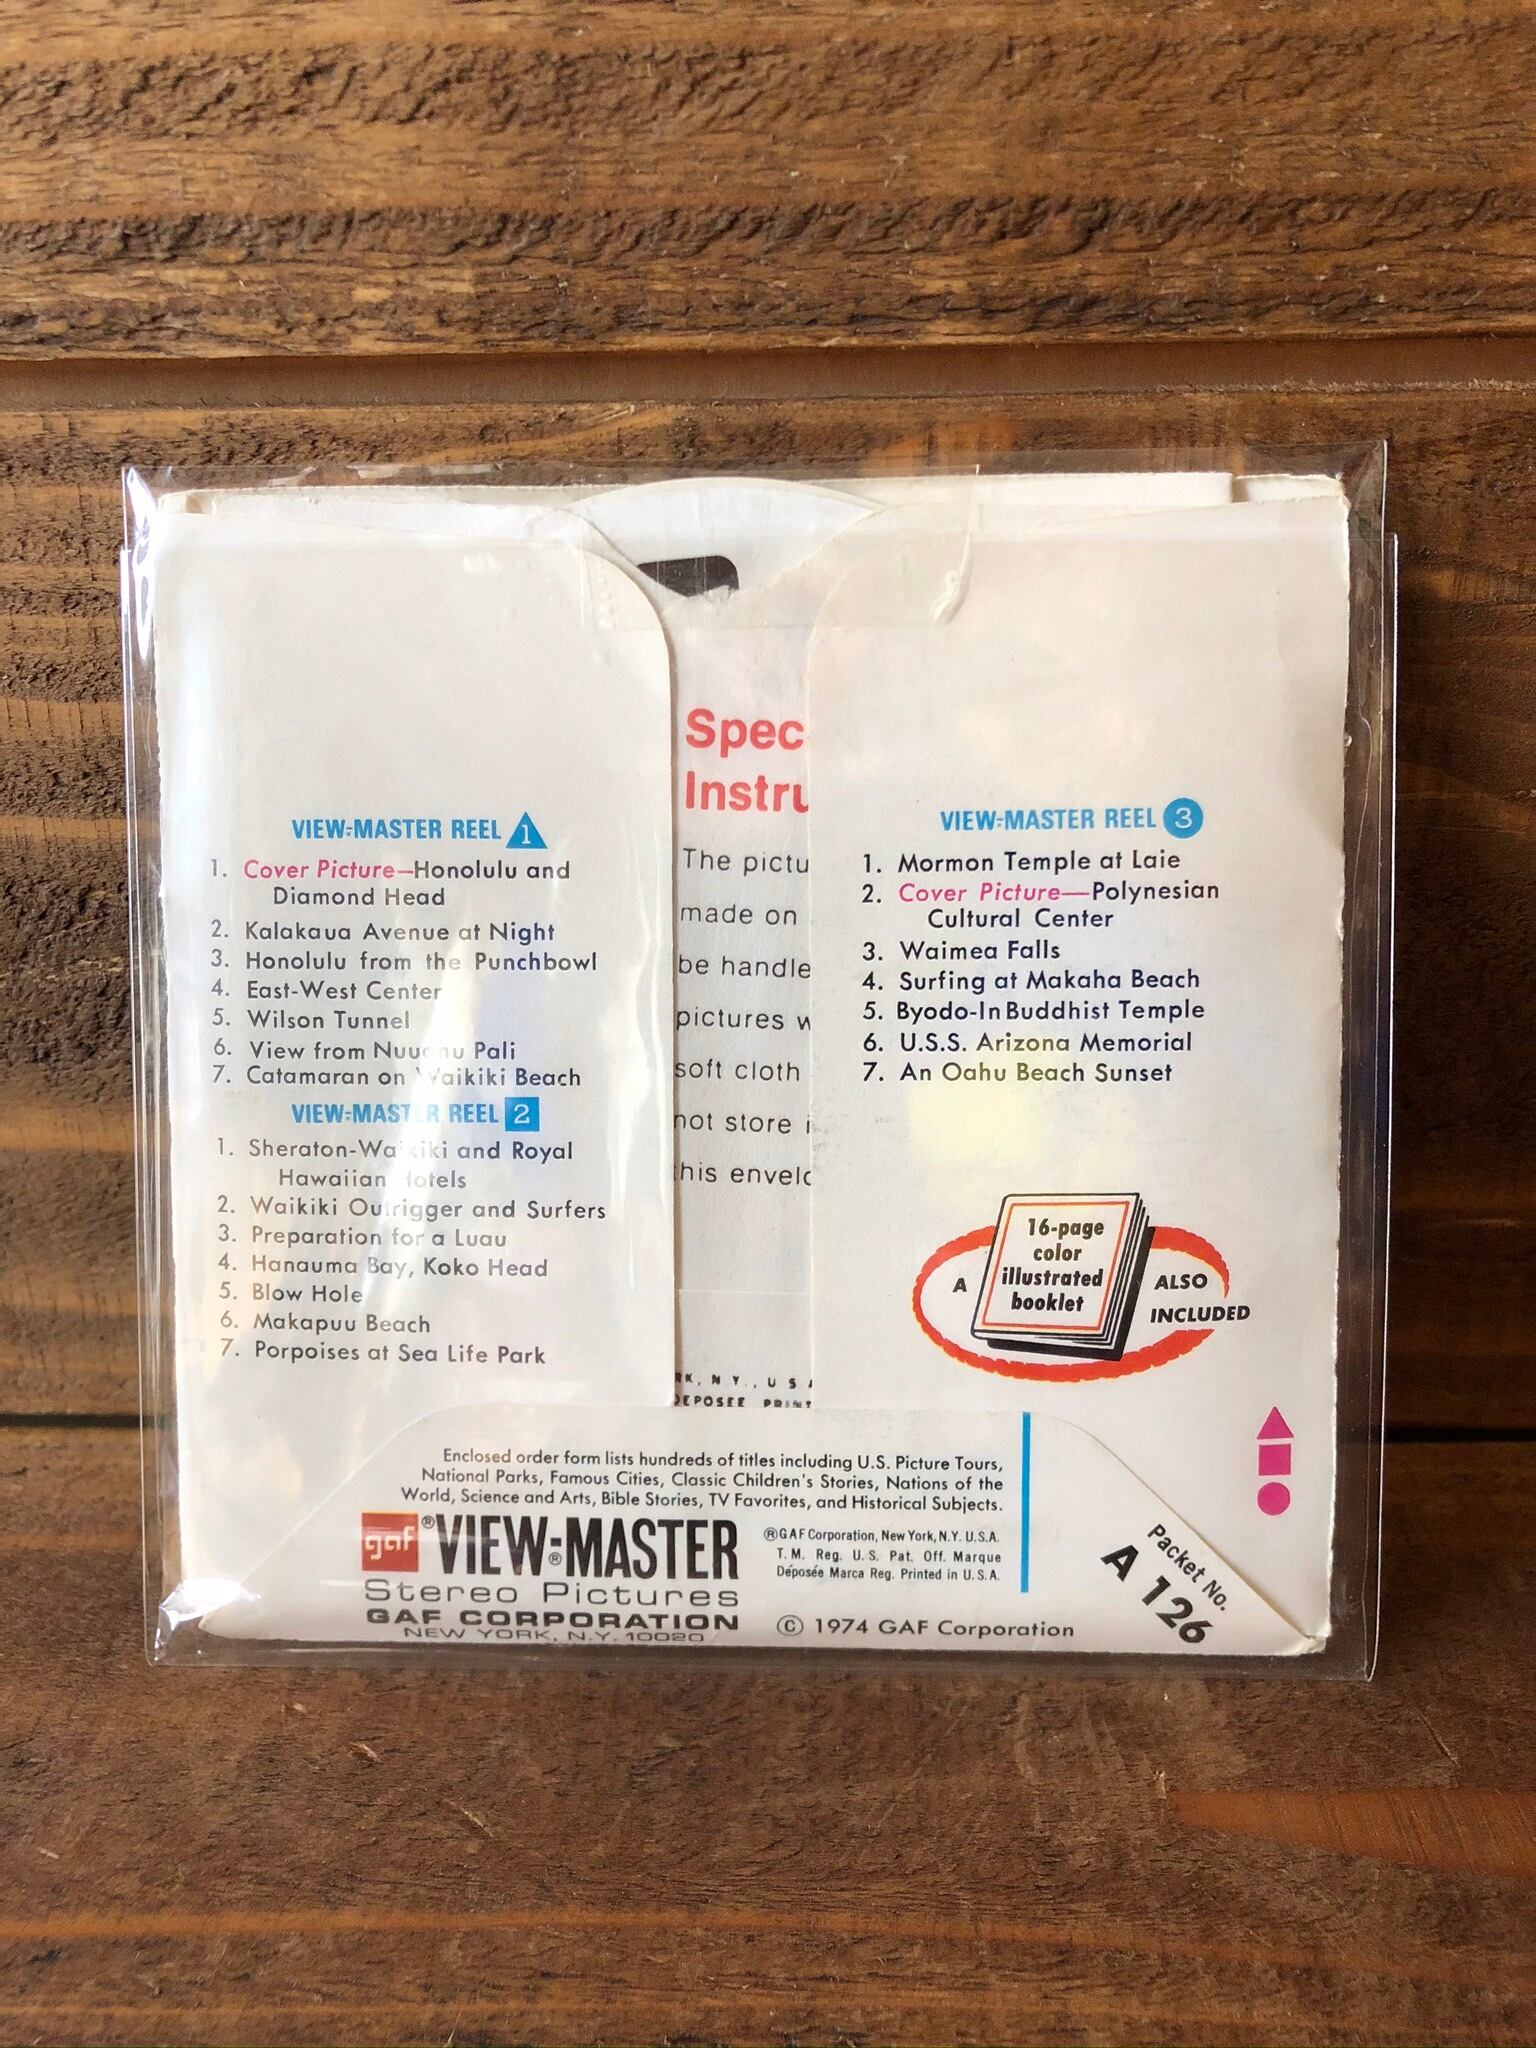 VIEW-MASTER REEL 1
1. Cover Picture—Honolulu and
Diamond Head
2. Kalakaua Avenue at Night
3. Honolulu from the Punchbowl
4. East-West Center
5. Wilson Tunnel
6. View from Nuuanu Pali
7. Catamaran on Waikiki Beach
VIEW-MASTER REEL 2
1. Sheraton-Waikiki and Royal
Hawaiian Hotels
2. Waikiki Outrigger and Surfers
3. Preparation for a Luau
4. Hanauma Bay, Koko Head
5. Blow Hole
6. Makapuu Beach
7. Porpoises at Sea Life Park
Spec
Instru
The pictu
made on
be handle
pictures w
soft cloth
not store i
his envelo
RK, N.Y., U S A
DEPOSEE PRINT
VIEW-MASTER REEL 3
1. Mormon Temple at Laie
2. Cover Picture—Polynesian
Cultural Center
3. Waimea Falls
4. Surfing at Makaha Beach
5. Byodo-In Buddhist Temple
6. U.S.S. Arizona Memorial
7. An Oahu Beach Sunset
A
16-page
color
illustrated
booklet
ALSO
INCLUDED
Enclosed order form lists hundreds of titles including U.S. Picture Tours,
National Parks, Famous Cities, Classic Children's Stories, Nations of the
World, Science and Arts, Bible Stories, TV Favorites, and Historical Subjects.
gaf ® VIEW-MASTER ®
Stereo Pictures
GAF CORPORATION
NEW YORK, N.Y. 10020
® GAF Corporation, New York, N.Y. U.S.A.
T. M. Reg. U. S. Pat. Off. Marque
Déposée Marca Reg. Printed in U.S.A.
© 1974 GAF Corporation
Packet No.
A 126